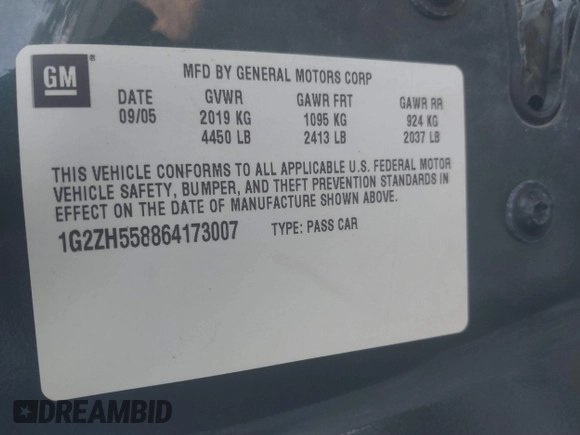 GM
MFD BY GENERAL MOTORS CORP
DATE GVWR GAWR FRT GAWR RR
09/05 2019 KG 1095 KG 924 KG
4450 LB 2413 LB 2037 LB
THIS VEHICLE CONFORMS TO ALL APPLICABLE U.S. FEDERAL MOTOR
VEHICLE SAFETY, BUMPER, AND THEFT PREVENTION STANDARDS IN
EFFECT ON THE DATE OF MANUFACTURE SHOWN ABOVE.
1G2ZH558864173007 TYPE: PASS CAR
DREAMBID